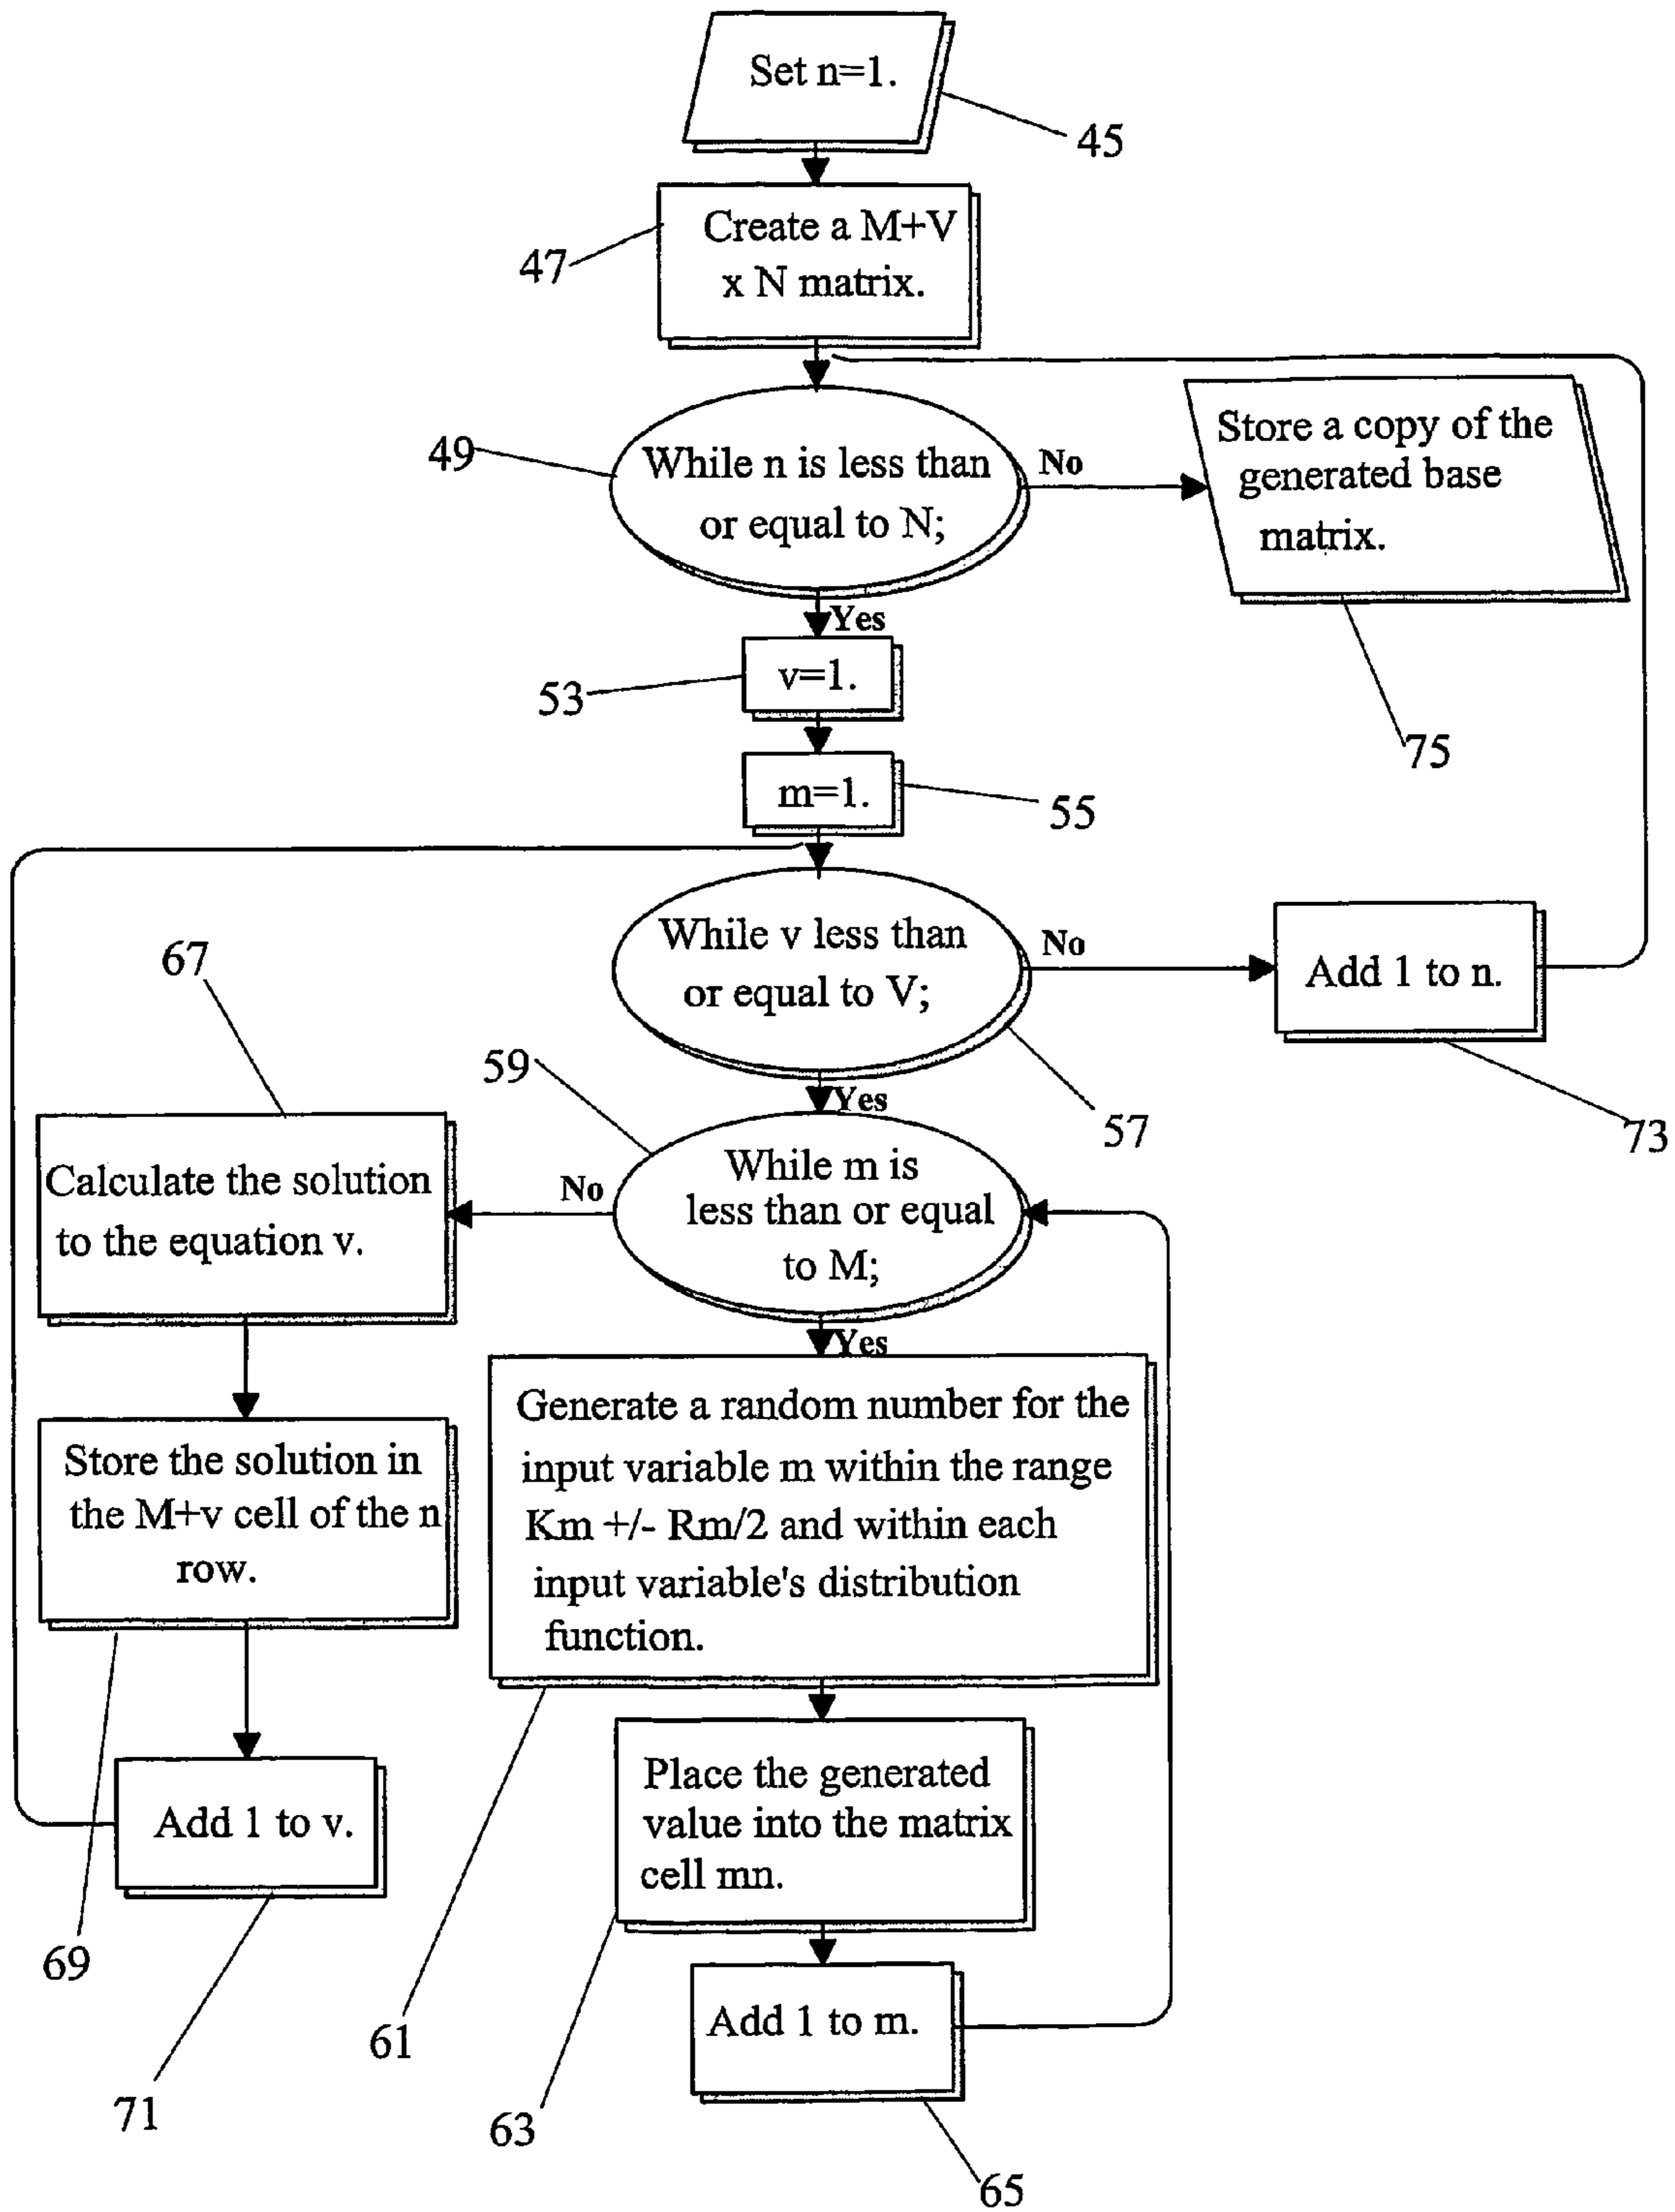 Set n=1.
45
Create a M+V
x N matrix.
47
49
While n is less than
or equal to N;
No
Store a copy of the
generated base
matrix.
75
Yes
v=1.
53
m=1.
55
While v less than
or equal to V;
No
Add 1 to n.
57
73
Yes
59
While m is
less than or equal
to M;
No
67
Calculate the solution
to the equation v.
Store the solution in
the M+v cell of the n
row.
69
Add 1 to v.
71
Yes
Generate a random number for the
input variable m within the range
Km +/- Rm/2 and within each
input variable's distribution
function.
61
Place the generated
value into the matrix
cell mn.
63
Add 1 to m.
65